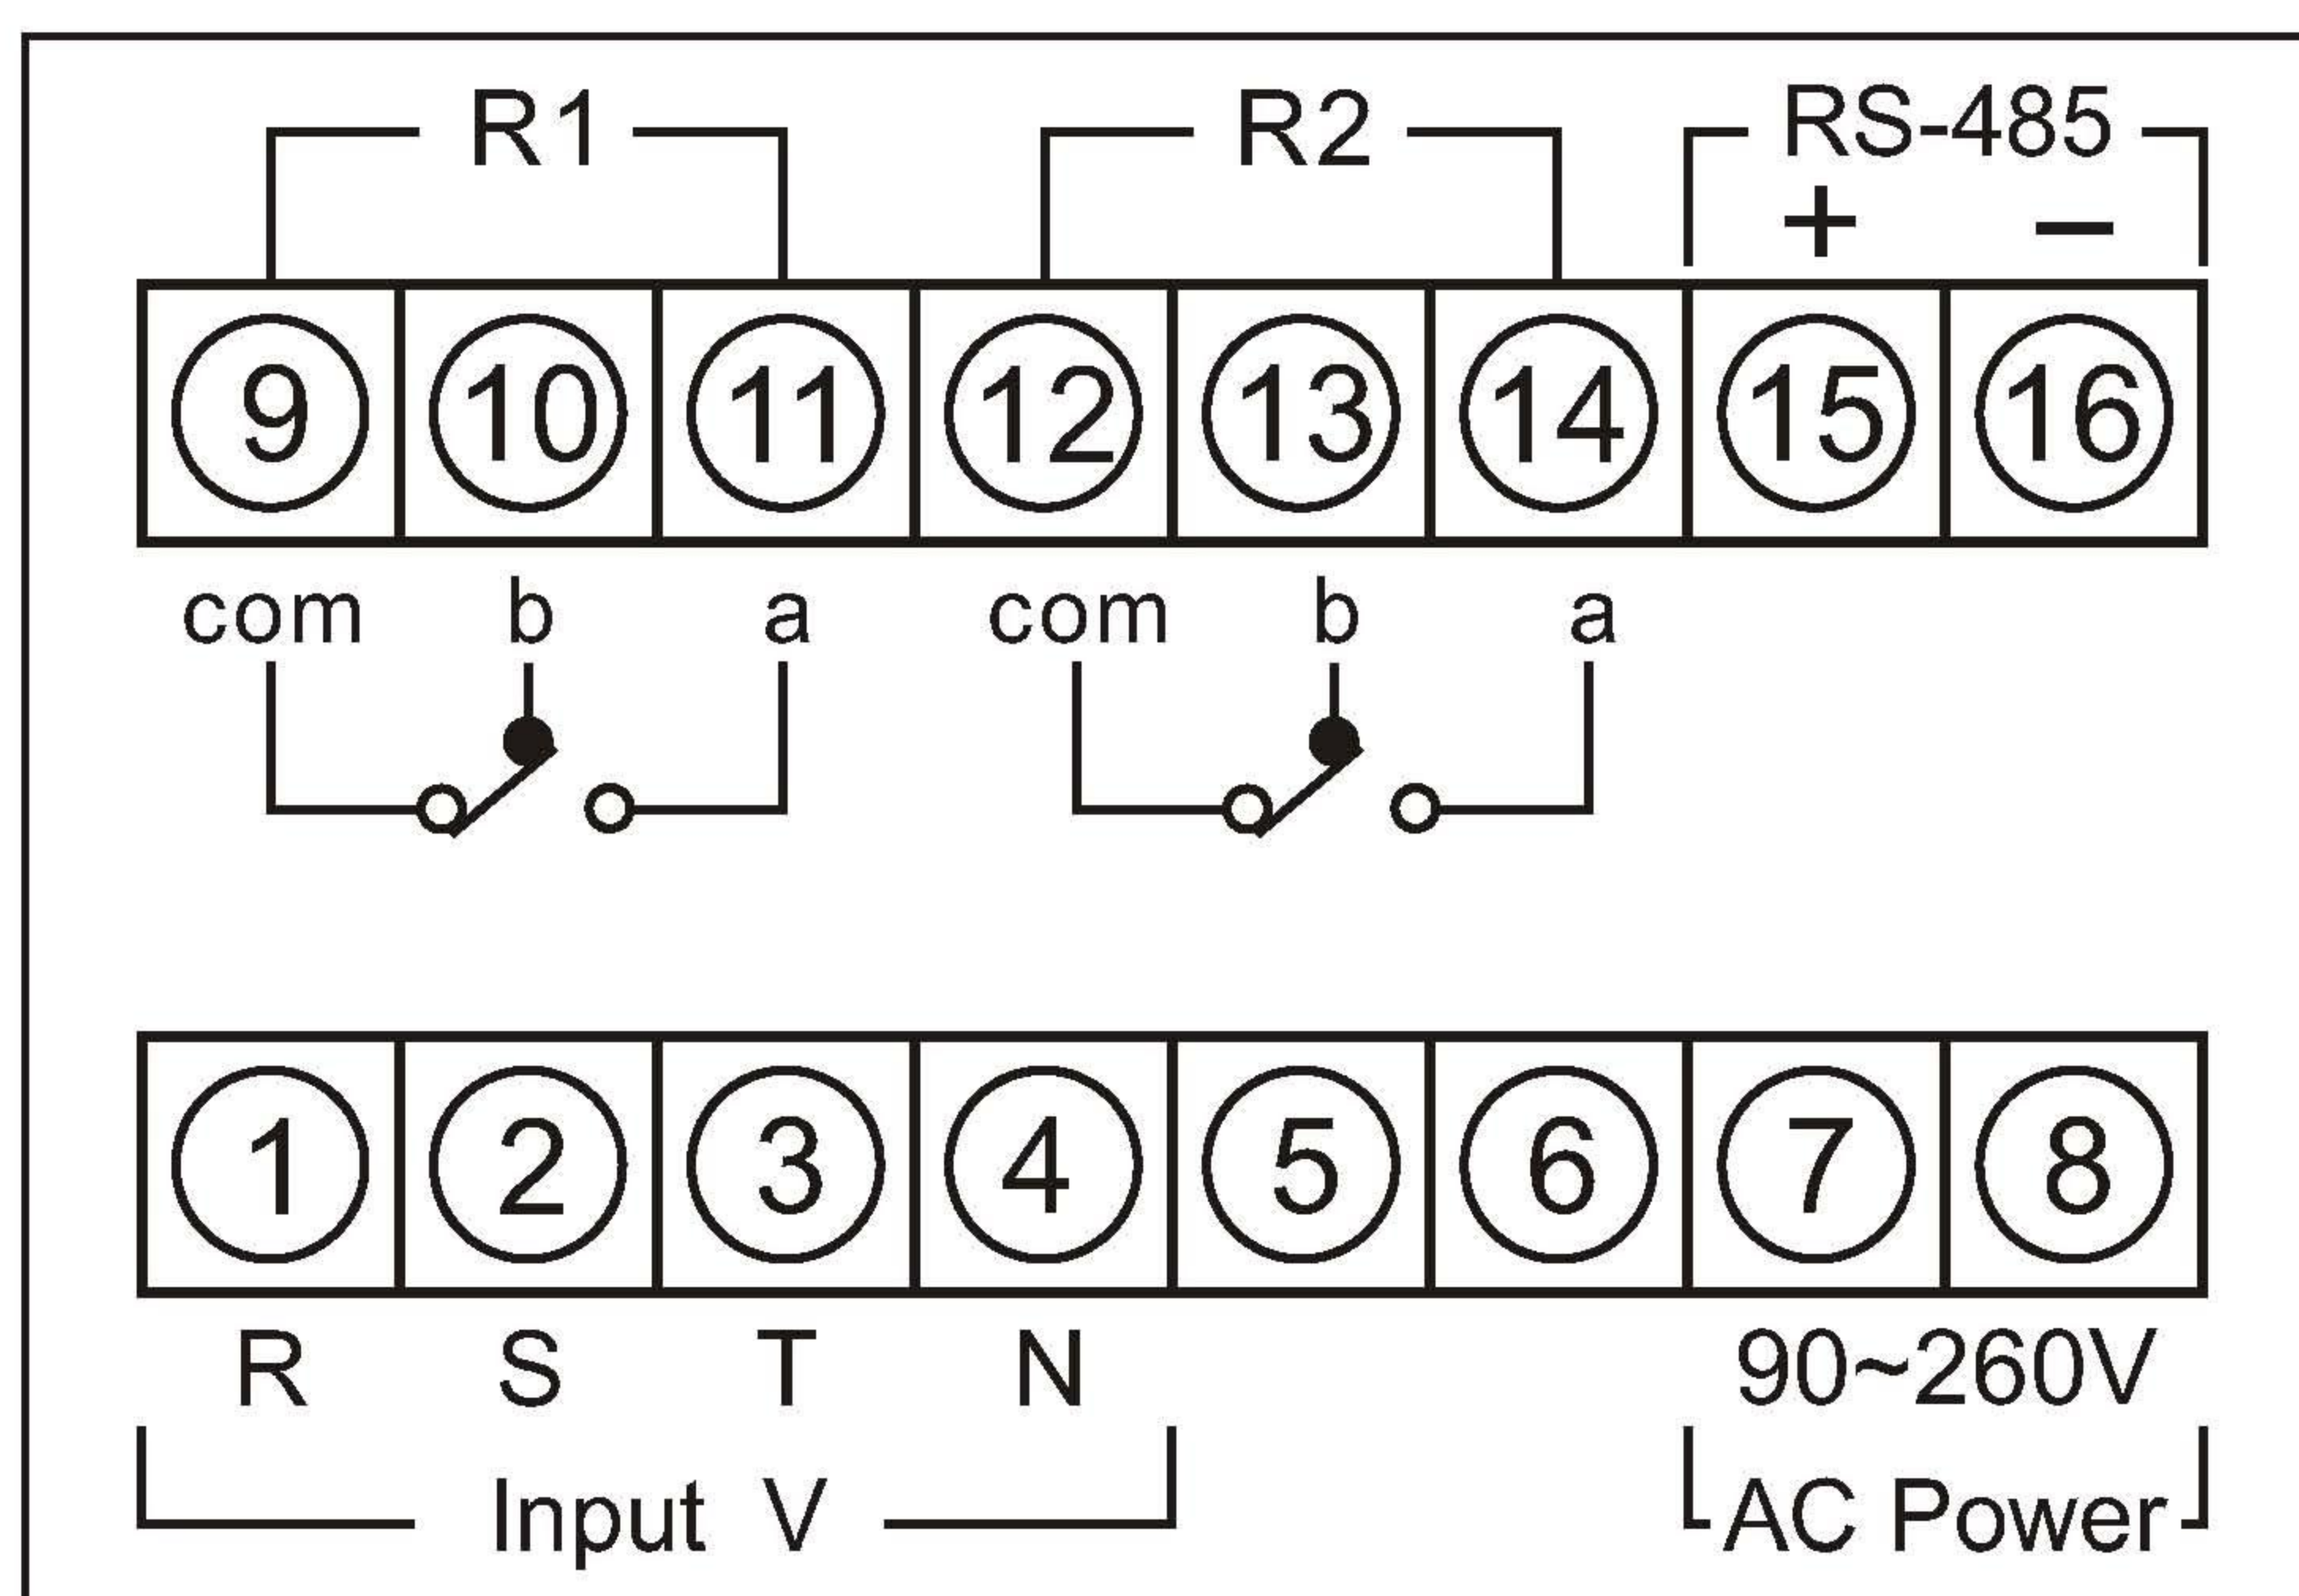 R1 R2 RS-485
+ −
9 10 11 12 13 14 15 16
com b a com b a
1 2 3 4 5 6 7 8
R S T N 90~260V
Input V AC Power